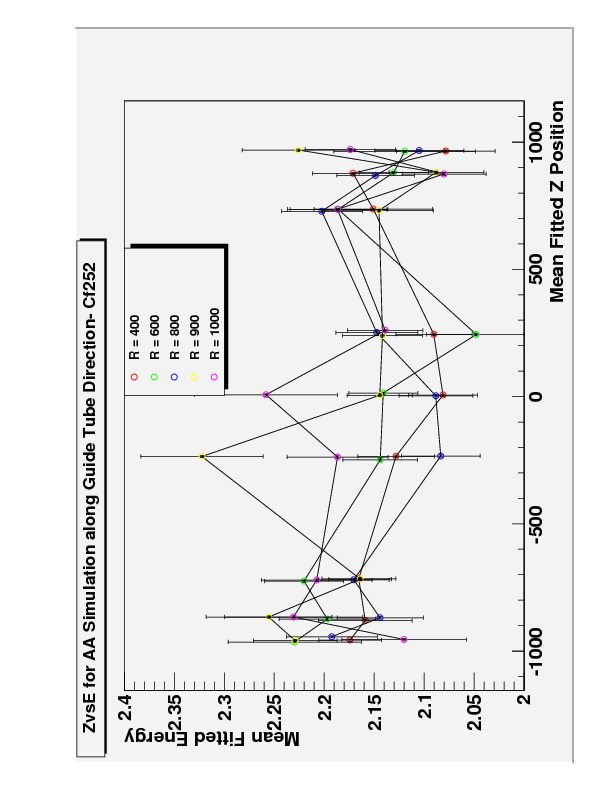 ZvsE for AA Simulation along Guide Tube Direction- Cf252
R = 400
R = 600
R = 800
R = 900
R = 1000
Mean Fitted Energy
2.4
2.35
2.3
2.25
2.2
2.15
2.1
2.05
2
-1000
-500
0
500
1000
Mean Fitted Z Position